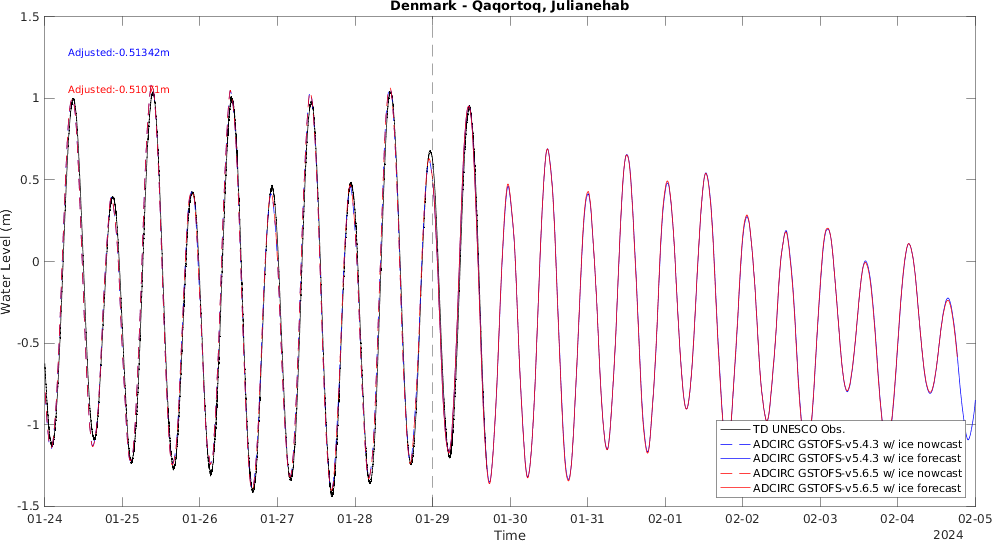 Denmark - Qaqortoq, Julianehab
Adjusted:-0.51342m
Adjusted:-0.51071m
Water Level (m)
1.5
1
0.5
0
-0.5
-1
-1.5
TD UNESCO Obs.
ADCIRC GSTOFS-v5.4.3 w/ ice nowcast
ADCIRC GSTOFS-v5.4.3 w/ ice forecast
ADCIRC GSTOFS-v5.6.5 w/ ice nowcast
ADCIRC GSTOFS-v5.6.5 w/ ice forecast
01-24 01-25 01-26 01-27 01-28 01-29 01-30 01-31 02-01 02-02 02-03 02-04 02-05
Time
2024